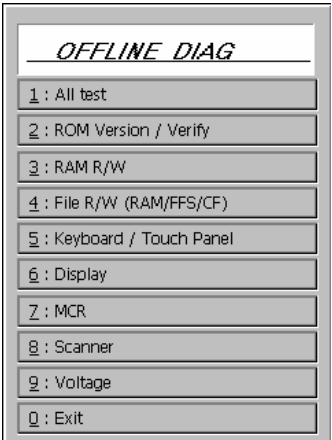 OFFLINE DIAG
1 : All test
2 : ROM Version / Verify
3 : RAM R/W
4 : File R/W (RAM/FFS/CF)
5 : Keyboard / Touch Panel
6 : Display
7 : MCR
8 : Scanner
9 : Voltage
0 : Exit